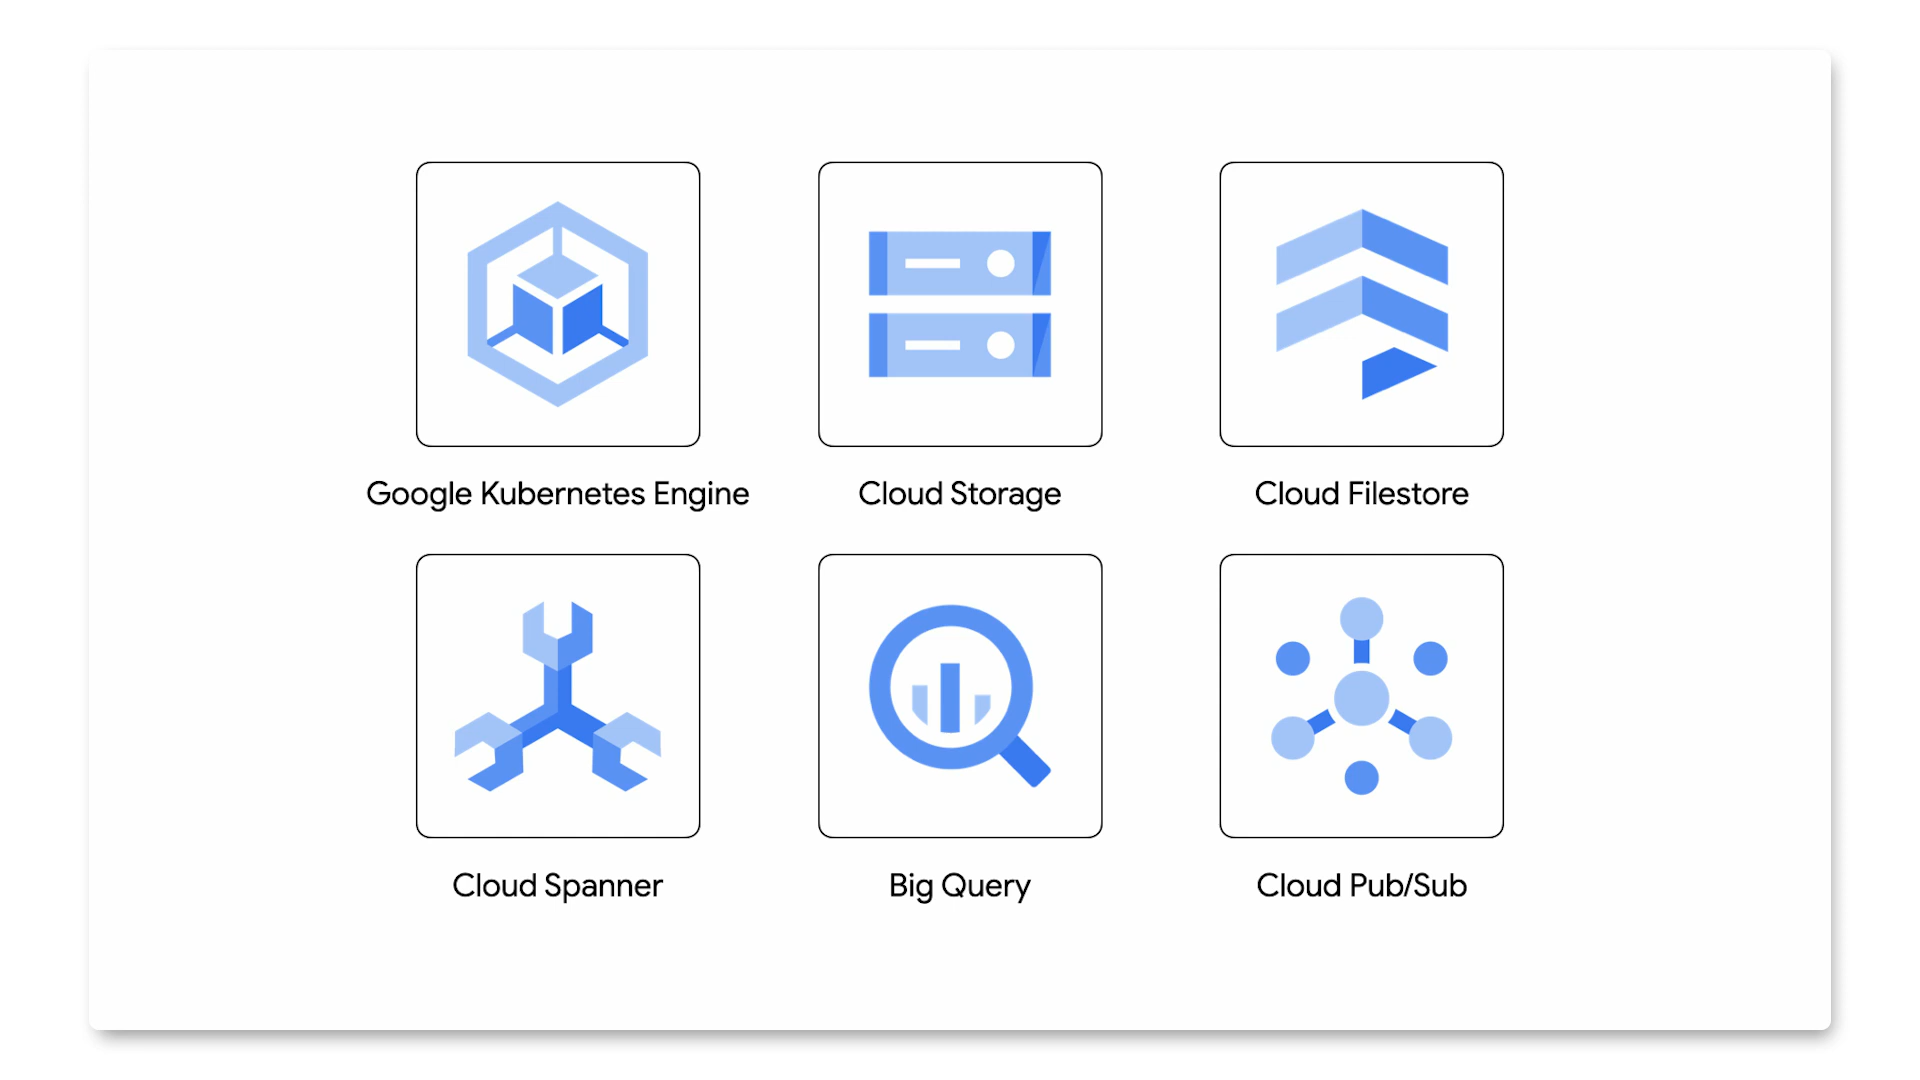 Google Kubernetes Engine
Cloud Storage
Cloud Filestore
Cloud Spanner
Big Query
Cloud Pub/Sub